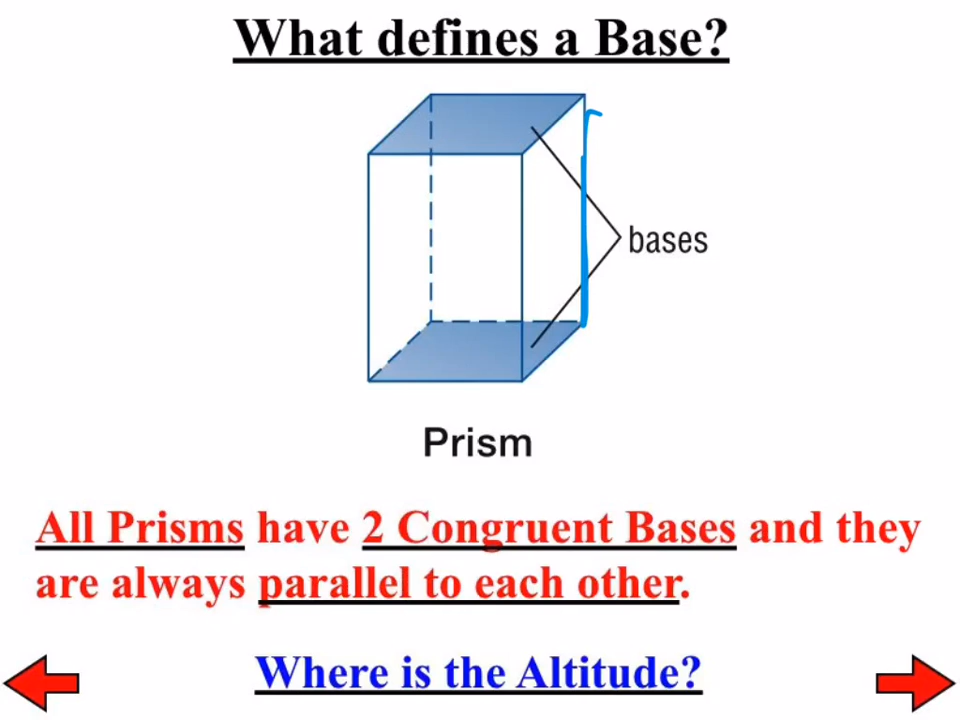 What defines a Base?
bases
Prism
All Prisms have 2 Congruent Bases and they
are always parallel to each other.
Where is the Altitude?